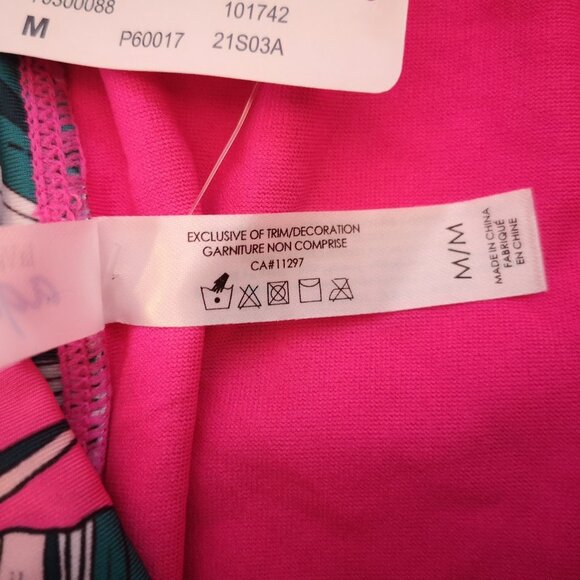 101742
M P60017 21S03A
EXCLUSIVE OF TRIM/DECORATION
GARNITURE NON COMPRISE
CA#11297
M/M
MADE IN CHINA
FABRIQUÉ
EN CHINE